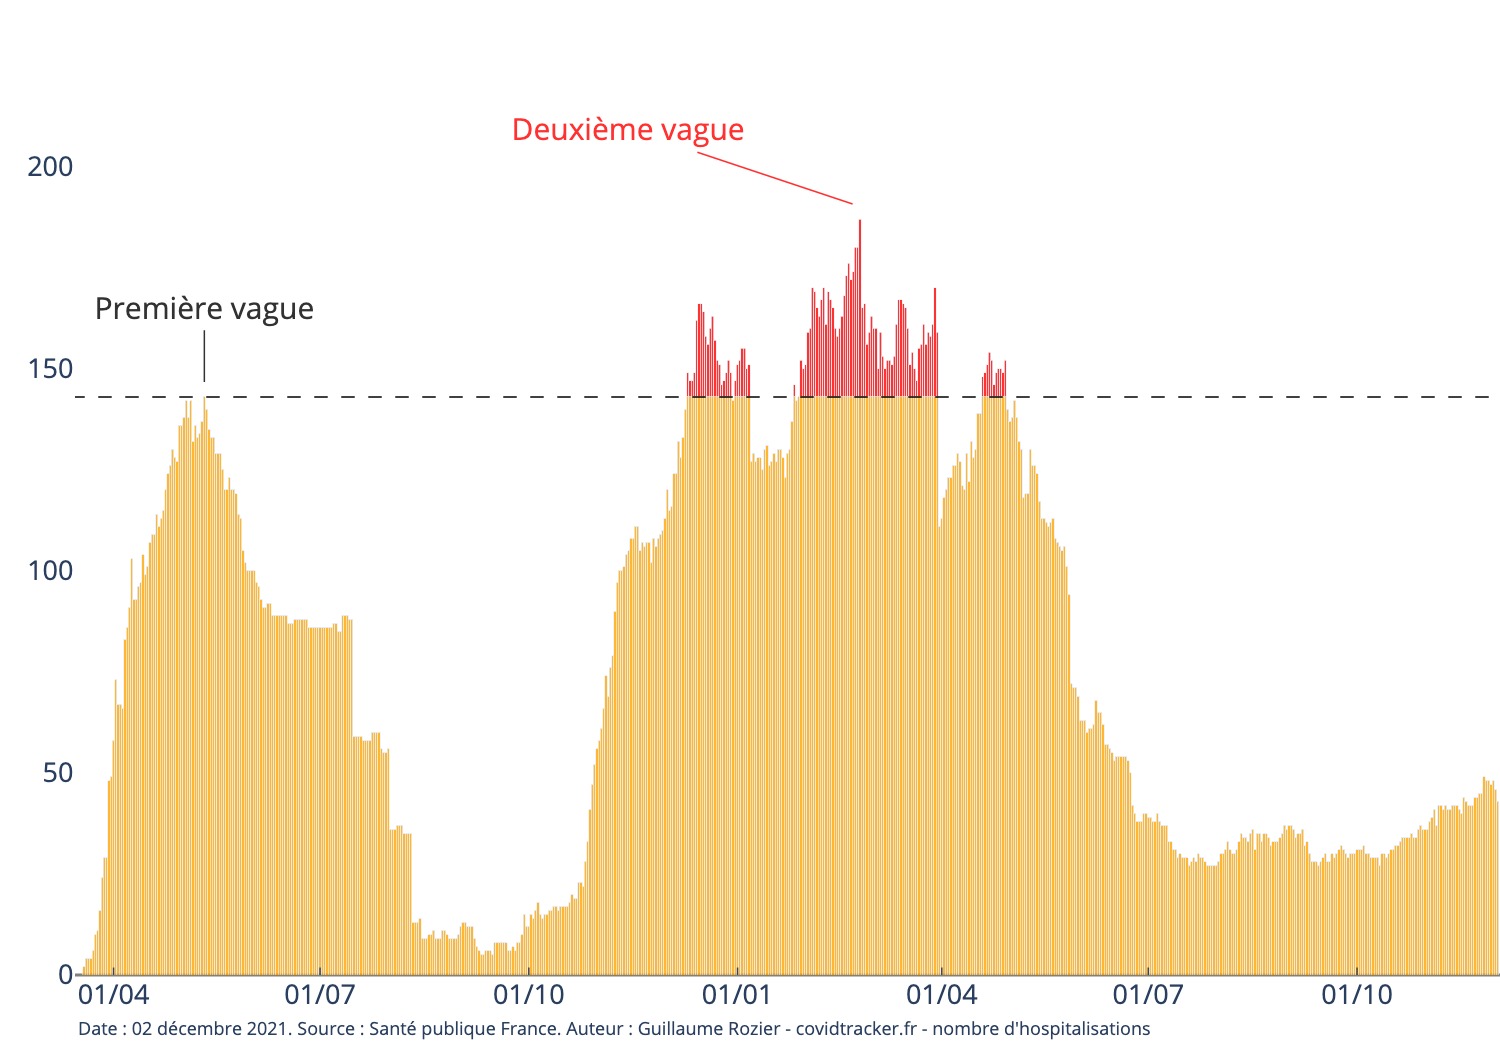 Deuxième vague
200
Première vague
150
100
50
0
01/04 01/07 01/10 01/01 01/04 01/07 01/10
Date : 02 décembre 2021. Source : Santé publique France. Auteur : Guillaume Rozier - covidtracker.fr - nombre d'hospitalisations